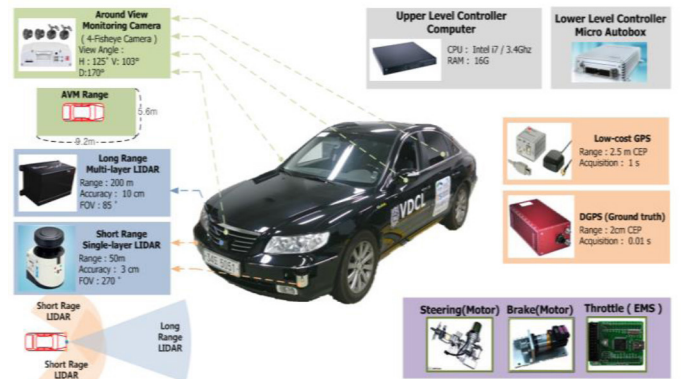 Around View
Monitoring Camera
( 4-Fisheye Camera )
View Angle :
H : 125˚ V: 103°
D:170°
AVM Range
5.6m
9.2m
Long Range
Multi-layer LIDAR
Range : 200 m
Accuracy : 10 cm
FOV : 85 ˚
Short Range
Single-layer LIDAR
Range : 50m
Accuracy : 3 cm
FOV : 270 ˚
Short Rage
LIDAR
Long
Range
LIDAR
Short Rage
LIDAR
VDCL
Upper Level Controller
Computer
CPU : Intel i7 / 3.4Ghz
RAM : 16G
Lower Level Controller
Micro Autobox
Low-cost GPS
Range : 2.5 m CEP
Acquisition : 1 s
DGPS (Ground truth)
Range : 2cm CEP
Acquisition : 0.01 s
Steering(Motor) Brake(Motor) Throttle ( EMS )